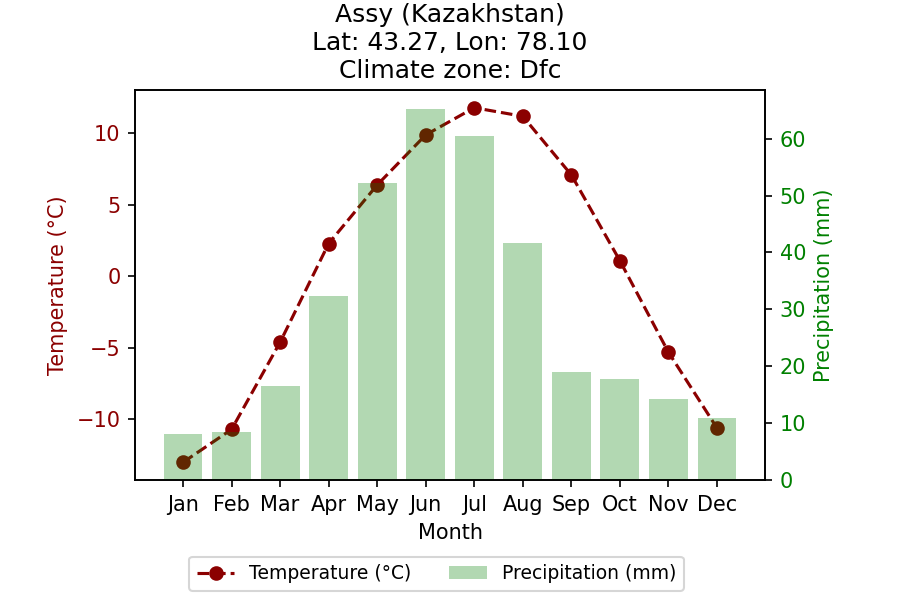 Assy (Kazakhstan)
Lat: 43.27, Lon: 78.10
Climate zone: Dfc
Temperature (°C)
10
5
0
−5
−10
Precipitation (mm)
60
50
40
30
20
10
0
Jan Feb Mar Apr May Jun Jul Aug Sep Oct Nov Dec
Month
Temperature (°C) Precipitation (mm)